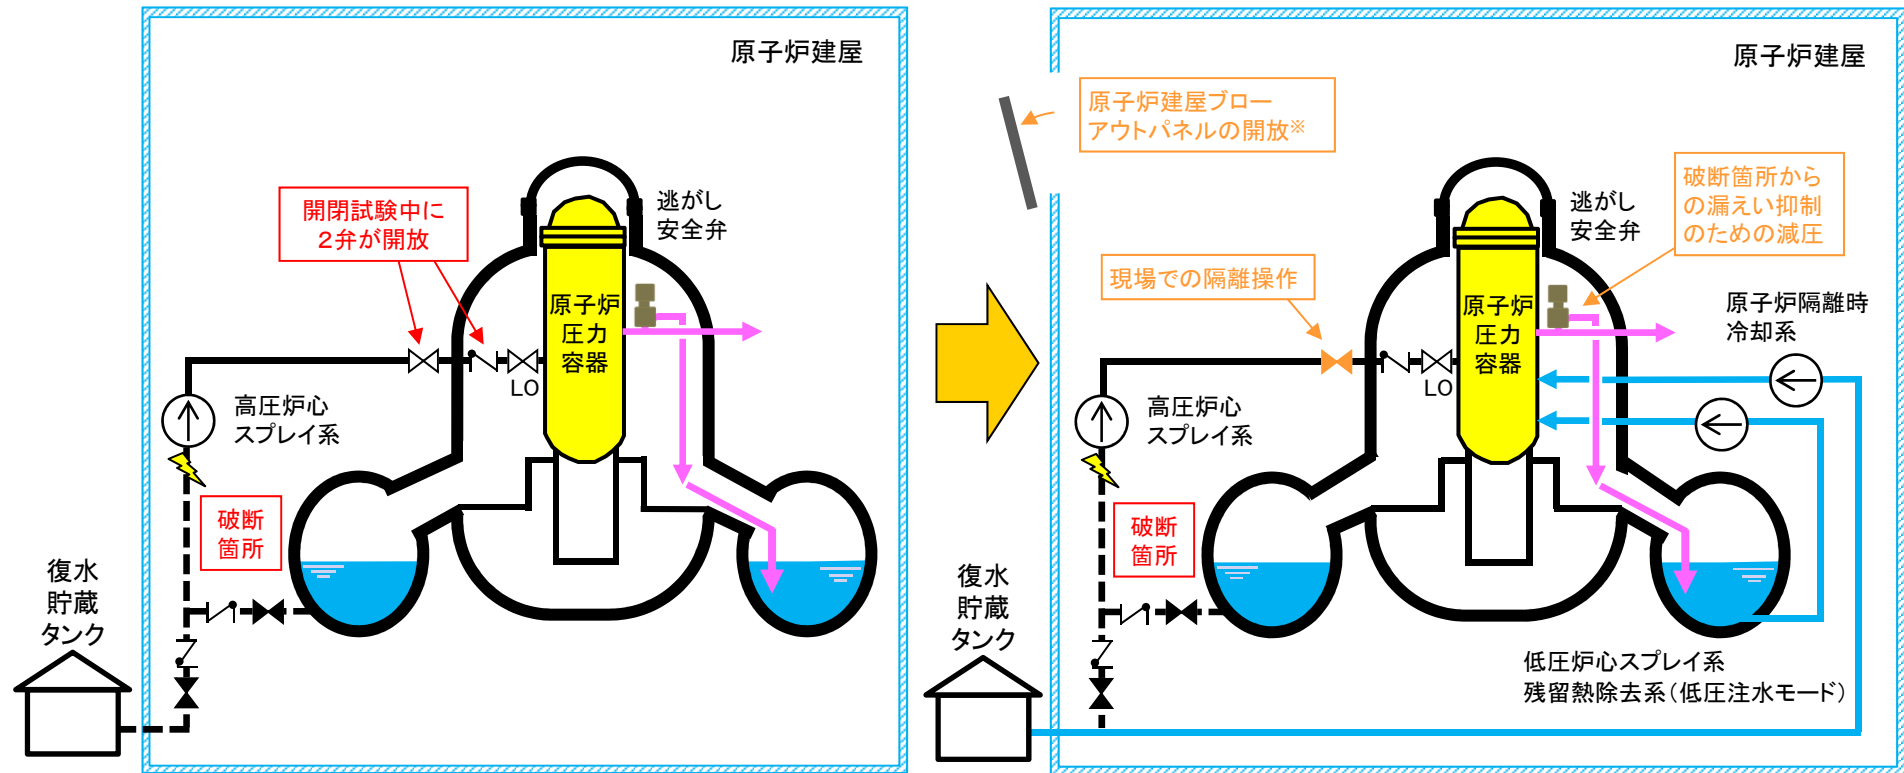 原子炉建屋
開閉試験中に
２弁が開放
逃がし
安全弁
原子炉
圧力
容器
LO
高圧炉心
スプレイ系
破断
箇所
復水
貯蔵
タンク
原子炉建屋
原子炉建屋ブロー
アウトパネルの開放※
破断箇所から
の漏えい抑制
のための減圧
逃がし
安全弁
現場での隔離操作
原子炉
圧力
容器
原子炉隔離時
冷却系
LO
高圧炉心
スプレイ系
破断
箇所
復水
貯蔵
タンク
低圧炉心スプレイ系
残留熱除去系（低圧注水モード）